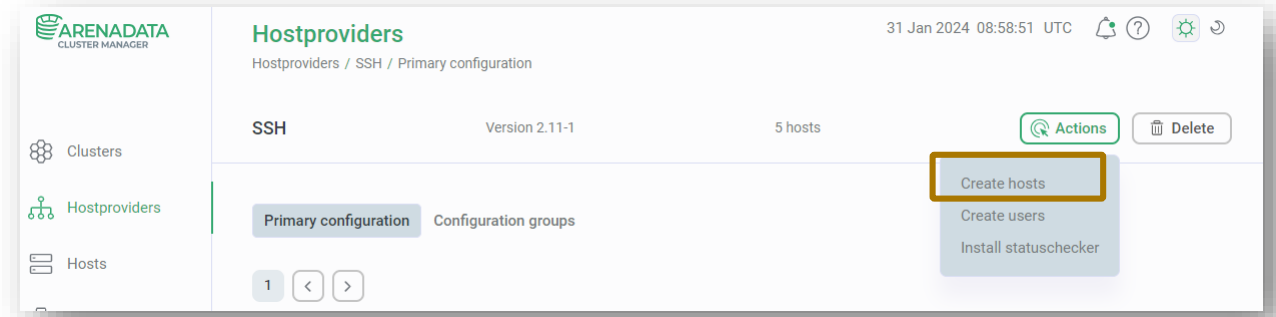 ARENADATA
CLUSTER MANAGER
Hostproviders
31 Jan 2024 08:58:51 UTC
Hostproviders / SSH / Primary configuration
SSH
Version 2.11-1
5 hosts
Actions
Delete
Clusters
Hostproviders
Hosts
Create hosts
Create users
Install statuschecker
Primary configuration
Configuration groups
1